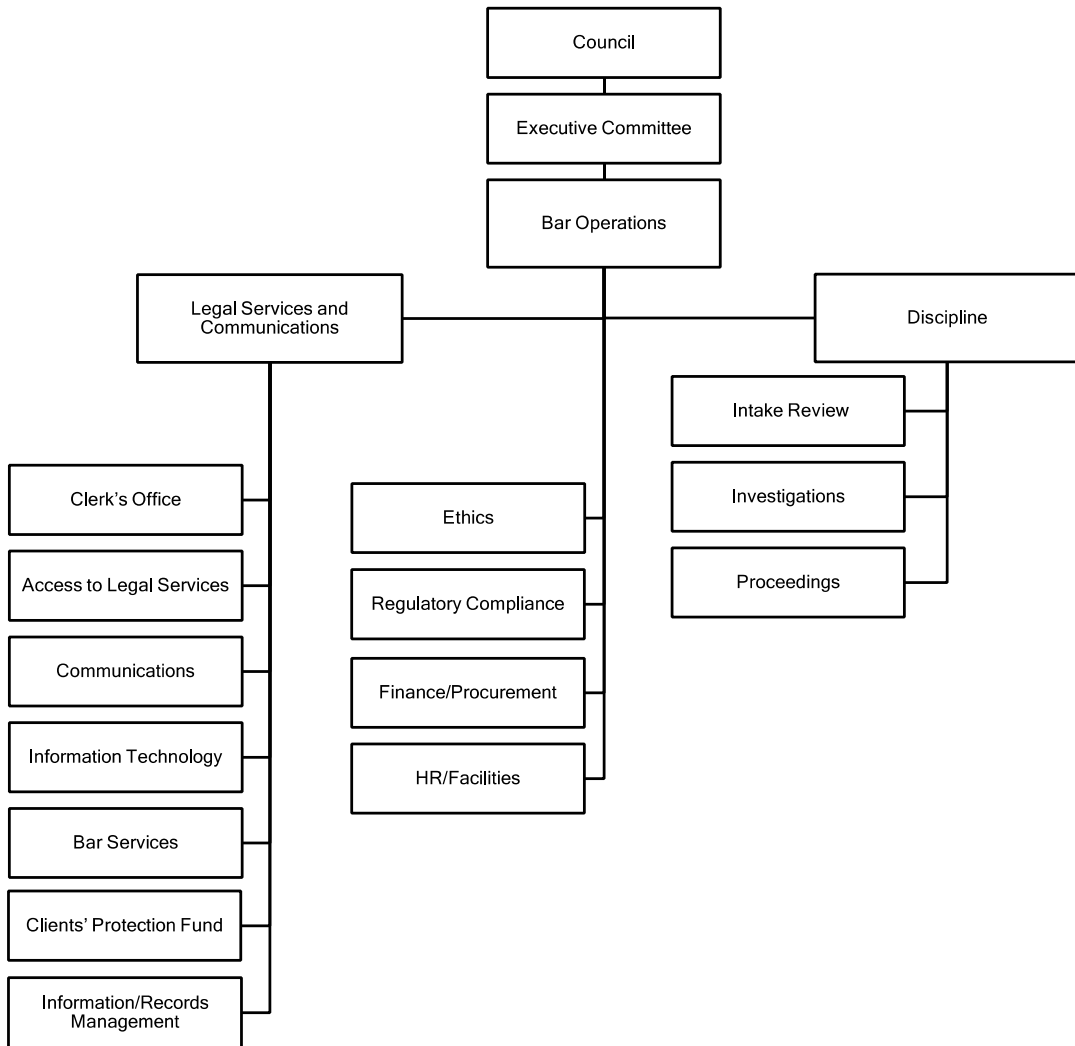 Council
Executive Committee
Bar Operations
Legal Services and
Communications
Discipline
Clerk’s Office
Access to Legal Services
Communications
Information Technology
Bar Services
Clients’ Protection Fund
Information/Records
Management
Ethics
Regulatory Compliance
Finance/Procurement
HR/Facilities
Intake Review
Investigations
Proceedings